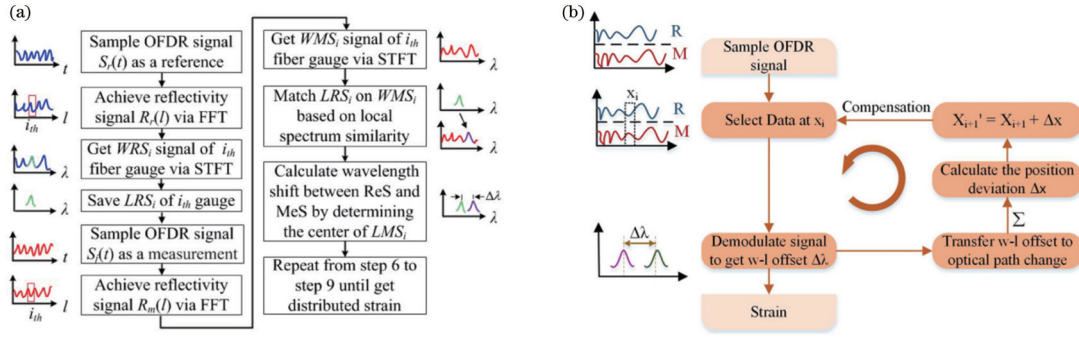 (a)
Sample OFDR signal
Sr(t) as a reference
t
Achieve reflectivity
signal Rr(l) via FFT
l
ith
Get WRSi signal of ith
fiber gauge via STFT
λ
Save LRSi of ith gauge
λ
Sample OFDR signal
Sj(t) as a measurement
t
Achieve reflectivity
signal Rm(l) via FFT
l
ith
Get WMSi signal of ith
fiber gauge via STFT
λ
Match LRSi on WMSi
based on local
spectrum similarity
λ
λ
Calculate wavelength
shift between ReS and
MeS by determining
the center of LMSi
Δλ
λ
Repeat from step 6 to
step 9 until get
distributed strain
(b)
R
M
Sample OFDR
signal
xi
R
M
Select Data at xi
Compensation
Xi+1' = Xi+1 + Δx
Calculate the position
deviation Δx
Σ
Δλ
Demodulate signal
to get w-l offset Δλ
Transfer w-l offset to
optical path change
Strain